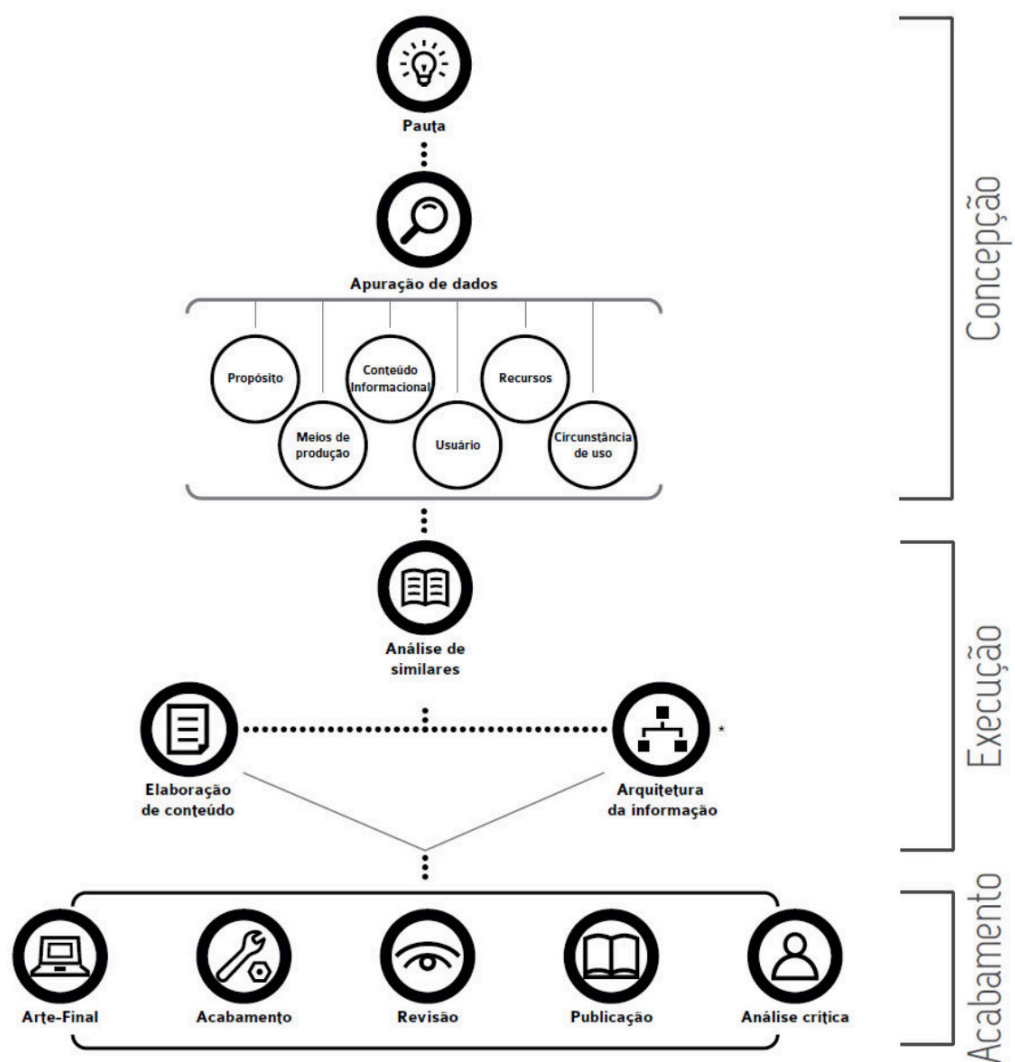 Pauta
Apuração de dados
Propósito
Conteúdo
Informacional
Recursos
Meios de
produção
Usuário
Circunstância
de uso
Concepção
Análise de
similares
*
Elaboração
de conteúdo
Arquitetura
da informação
Execução
Arte-Final
Acabamento
Revisão
Publicação
Análise crítica
Acabamento